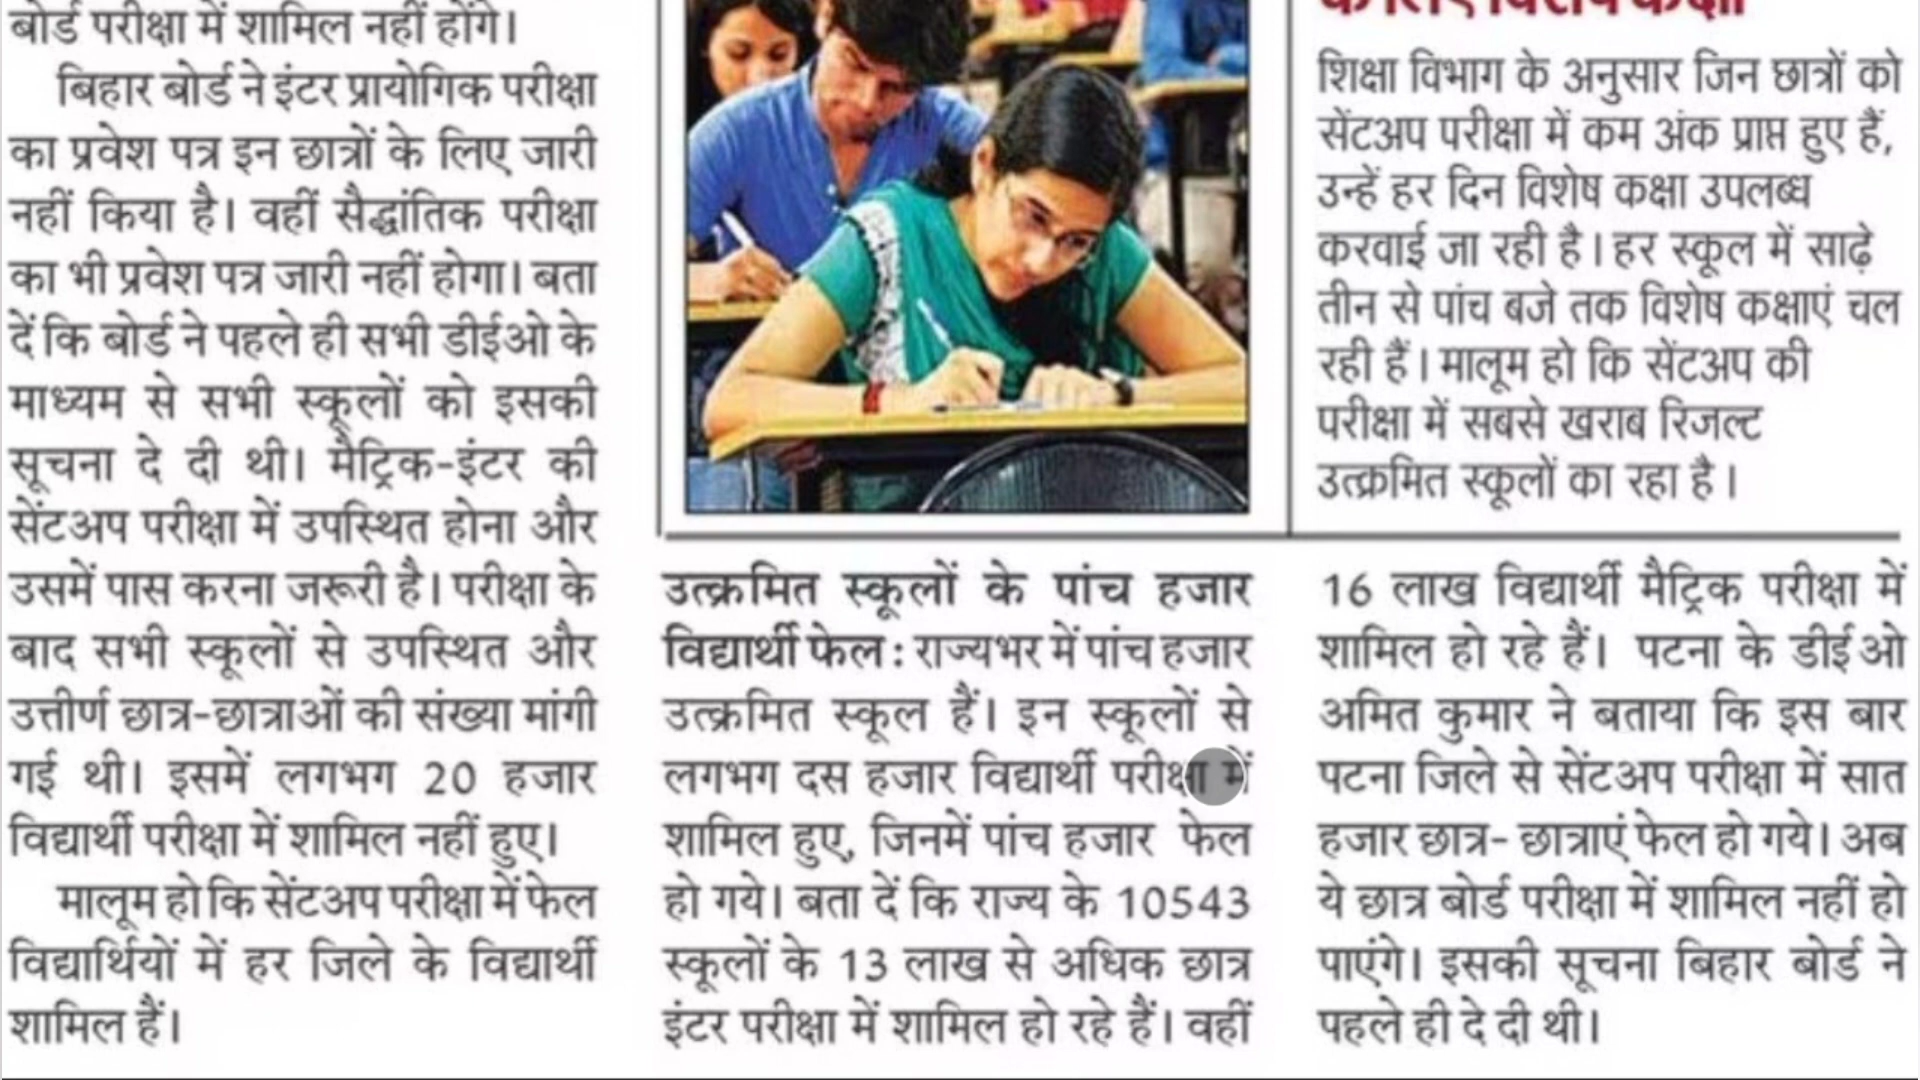 बोर्ड परीक्षा में शामिल नहीं होंगे।
बिहार बोर्ड ने इंटर प्रायोगिक परीक्षा
का प्रवेश पत्र इन छात्रों के लिए जारी
नहीं किया है। वहीं सैद्धांतिक परीक्षा
का भी प्रवेश पत्र जारी नहीं होगा। बता
दें कि बोर्ड ने पहले ही सभी डीईओ के
माध्यम से सभी स्कूलों को इसकी
सूचना दे दी थी। मैट्रिक-इंटर की
सेंटअप परीक्षा में उपस्थित होना और
उसमें पास करना जरूरी है। परीक्षा के
बाद सभी स्कूलों से उपस्थित और
उत्तीर्ण छात्र-छात्राओं की संख्या मांगी
गई थी। इसमें लगभग 20 हजार
विद्यार्थी परीक्षा में शामिल नहीं हुए।
मालूम हो कि सेंटअप परीक्षा में फेल
विद्यार्थियों में हर जिले के विद्यार्थी
शामिल हैं।
उत्क्रमित स्कूलों के पांच हजार
विद्यार्थी फेल : राज्यभर में पांच हजार
उत्क्रमित स्कूल हैं। इन स्कूलों से
लगभग दस हजार विद्यार्थी परीक्षा में
शामिल हुए, जिनमें पांच हजार फेल
हो गये। बता दें कि राज्य के 10543
स्कूलों के 13 लाख से अधिक छात्र
इंटर परीक्षा में शामिल हो रहे हैं। वहीं
के लिए विशेष कक्षा
शिक्षा विभाग के अनुसार जिन छात्रों को
सेंटअप परीक्षा में कम अंक प्राप्त हुए हैं,
उन्हें हर दिन विशेष कक्षा उपलब्ध
करवाई जा रही है। हर स्कूल में साढ़े
तीन से पांच बजे तक विशेष कक्षाएं चल
रही हैं। मालूम हो कि सेंटअप की
परीक्षा में सबसे खराब रिजल्ट
उत्क्रमित स्कूलों का रहा है।
16 लाख विद्यार्थी मैट्रिक परीक्षा में
शामिल हो रहे हैं। पटना के डीईओ
अमित कुमार ने बताया कि इस बार
पटना जिले से सेंटअप परीक्षा में सात
हजार छात्र- छात्राएं फेल हो गये। अब
ये छात्र बोर्ड परीक्षा में शामिल नहीं हो
पाएंगे। इसकी सूचना बिहार बोर्ड ने
पहले ही दे दी थी।